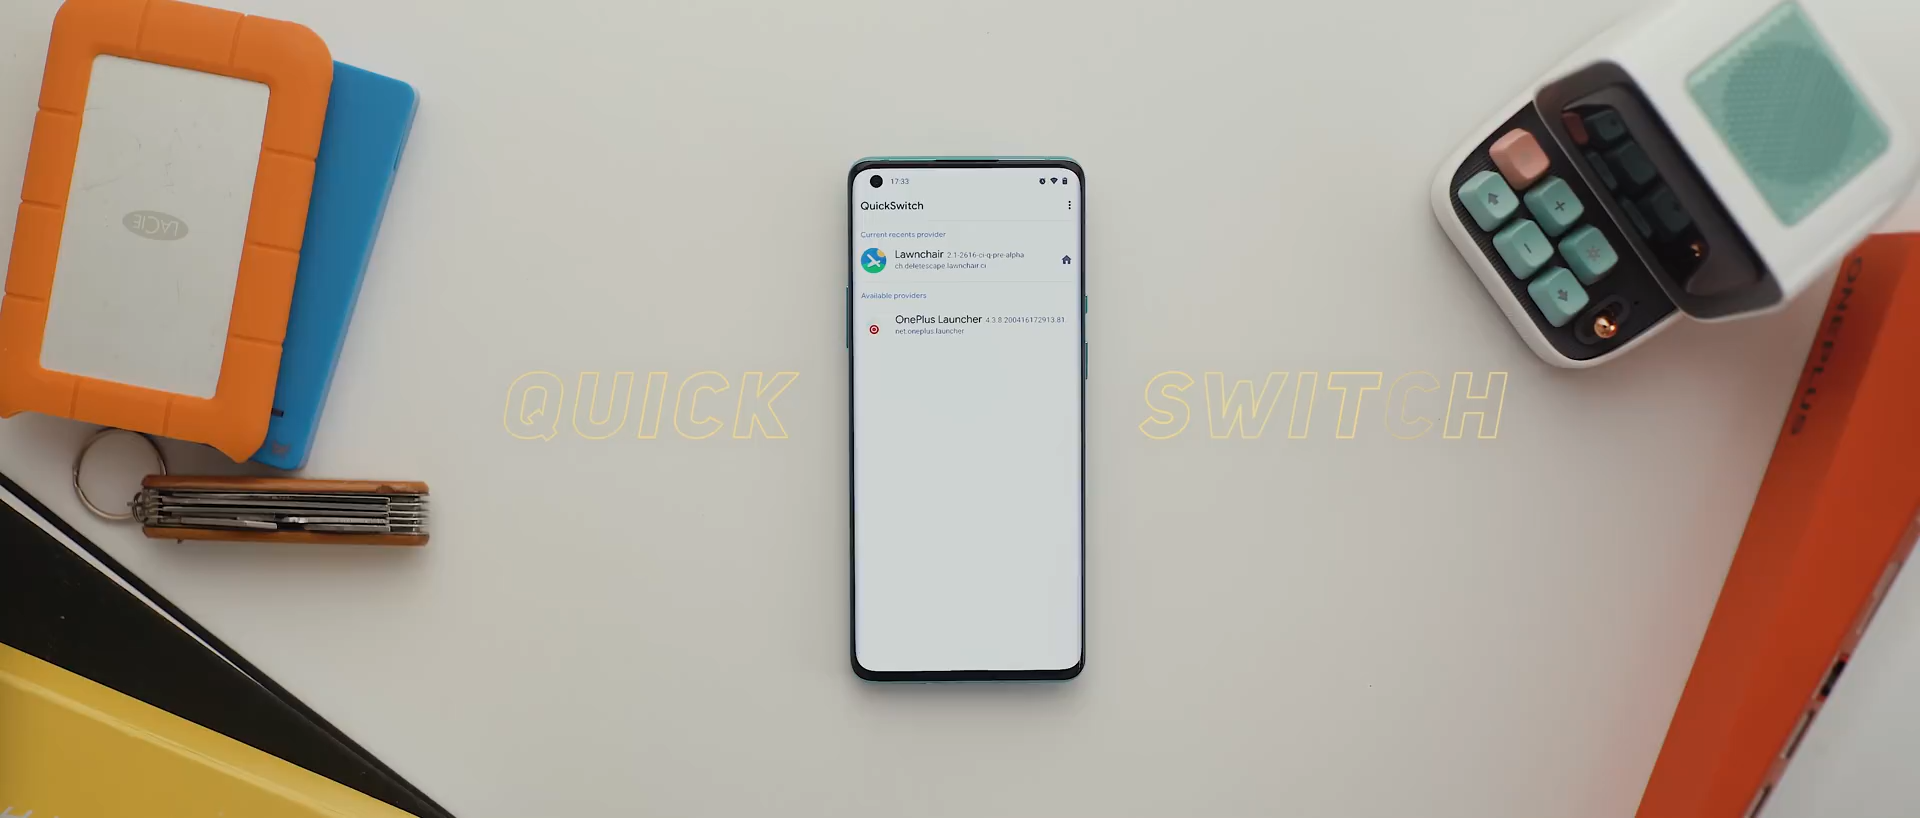 LACIE
17:33
QuickSwitch
Current recents provider
Lawnchair 2.1-2616-ci-q-pre-alpha
ch.deletescape.lawnchair.ci
Available providers
OnePlus Launcher 4.3.8.200416172913.81
net.oneplus.launcher
QUICK SWITCH
ONEPLUS